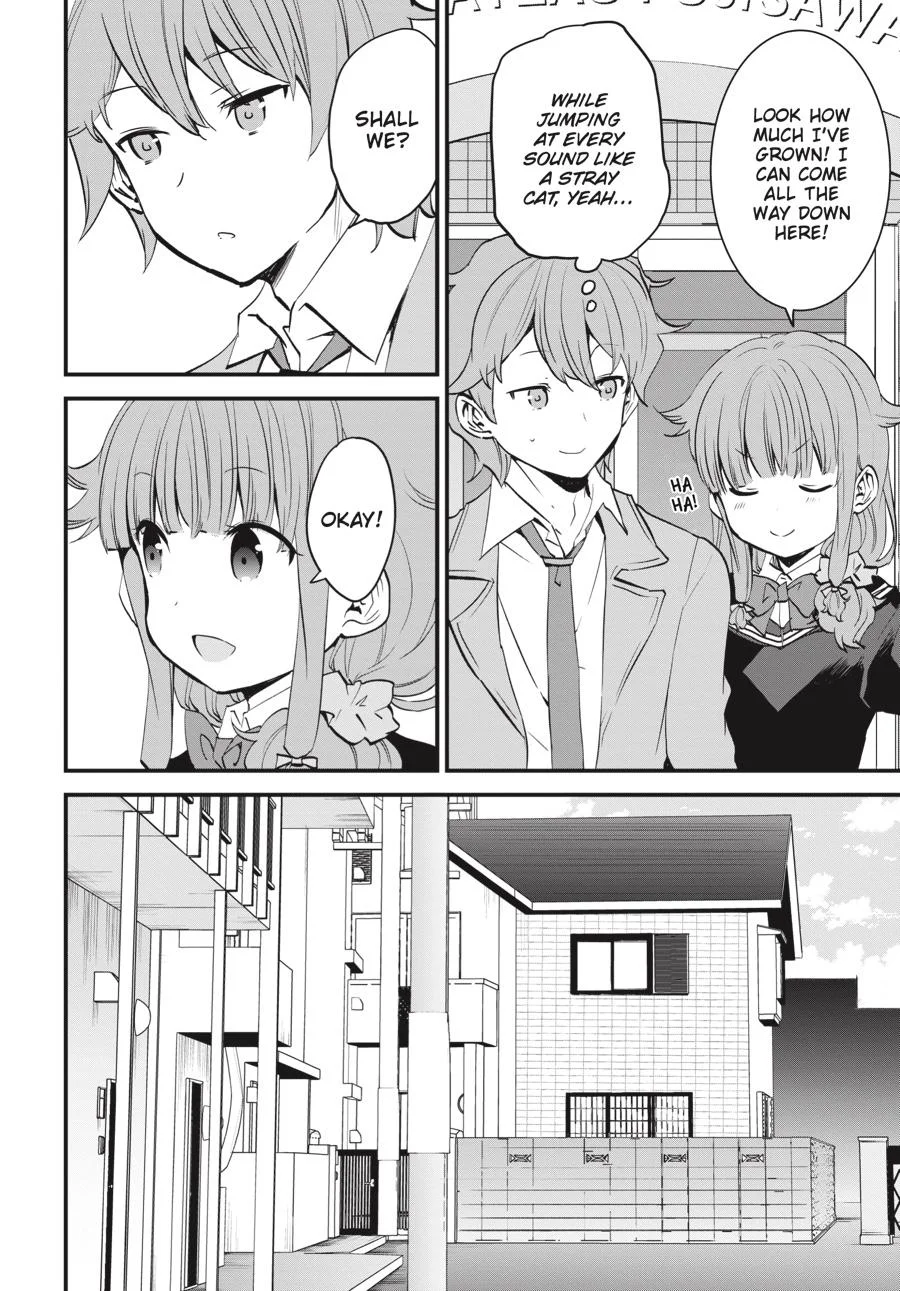 LOOK HOW
MUCH I'VE
GROWN! I
CAN COME
ALL THE
WAY DOWN
HERE!
WHILE
JUMPING
AT EVERY
SOUND LIKE
A STRAY
CAT, YEAH...
HA
HA!
SHALL
WE?
OKAY!